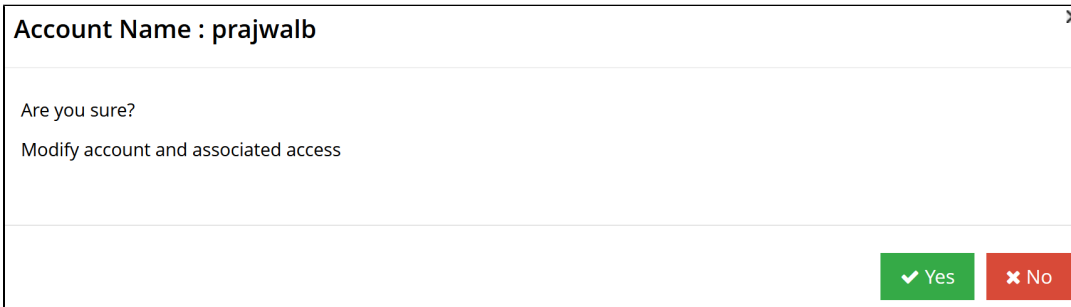 Account Name : prajwalb
Are you sure?
Modify account and associated access
Yes
No